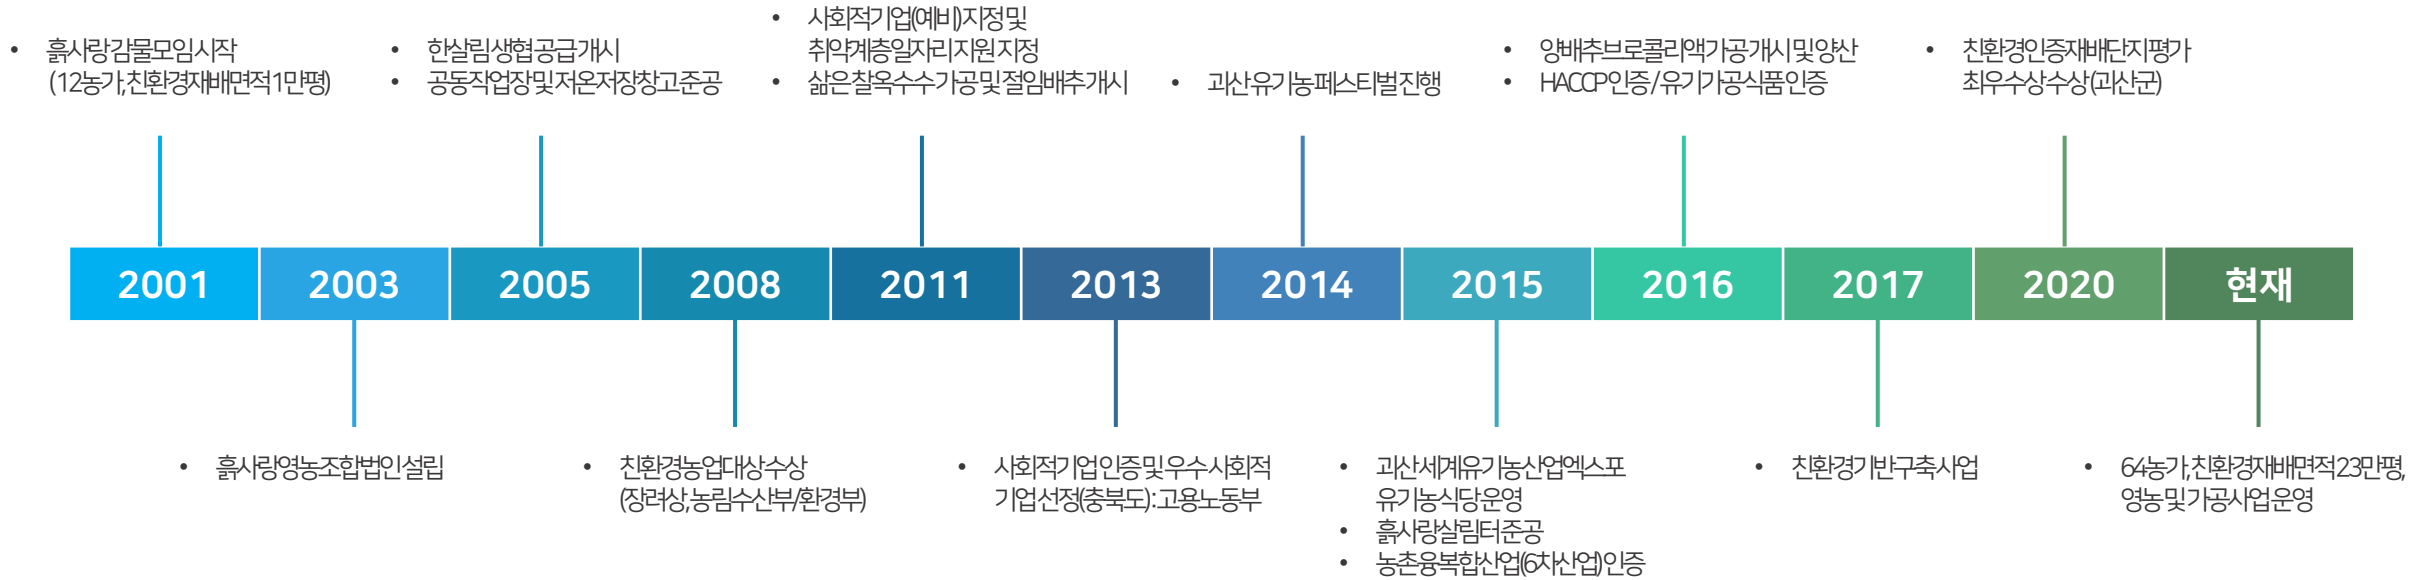 • 흙사랑 감물모임 시작
(12농가, 친환경재배면적 1만평)
• 한살림생협 공급 개시
• 공동작업장 및 저온저장창고 준공
• 사회적기업(예비) 지정 및
취약계층일자리 지원 지정
• 삶은 찰옥수수 가공 및 절임배추 개시
• 괴산 유기농 페스티벌 진행
• 양배추브로콜리액 가공 개시 및 양산
• HACCP 인증 / 유기가공식품 인증
• 친환경인증재배단지 평가
최우수상 수상 (괴산군)
2001
2003
2005
2008
2011
2013
2014
2015
2016
2017
2020
현재
• 흙사랑영농조합법인 설립
• 친환경농업대상 수상
(장려상, 농림수산부/환경부)
• 사회적기업 인증 및 우수 사회적
기업 선정(충북도) : 고용노동부
• 괴산세계유기농산업엑스포
유기농식당 운영
• 흙사랑살림터 준공
• 농촌융복합산업(6차산업) 인증
• 친환경기반구축사업
• 64농가, 친환경재배면적 23만평,
영농 및 가공사업 운영